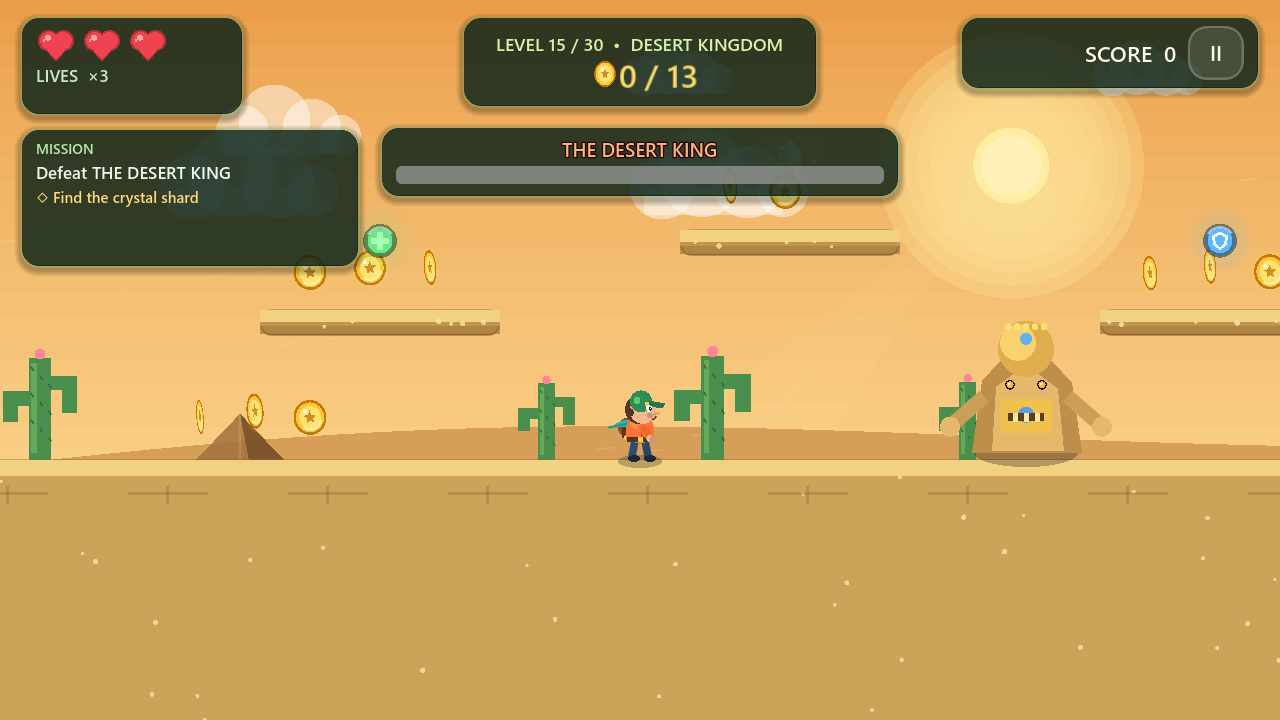 LIVES ×3
LEVEL 15 / 30 • DESERT KINGDOM
0 / 13
SCORE 0
MISSION
Defeat THE DESERT KING
◇ Find the crystal shard
THE DESERT KING